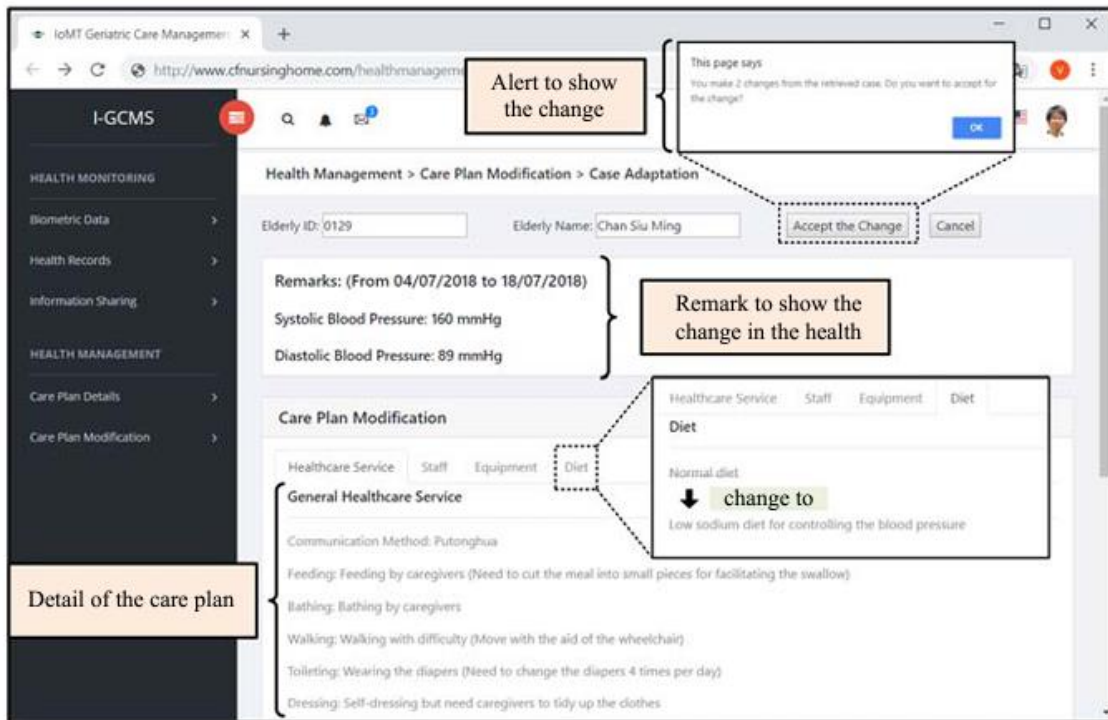 IoMT Geriatric Care Managemen
http://www.cfnursinghome.com/healthmanageme
V
This page says
You make 2 changes from the retrieved case. Do you want to accept for
the change?
OK
Alert to show
the change
I-GCMS
HEALTH MONITORING
Biometric Data
Health Records
Information Sharing
HEALTH MANAGEMENT
Care Plan Details
Care Plan Modification
Health Management > Care Plan Modification > Case Adaptation
Elderly ID: 0129 Elderly Name: Chan Siu Ming Accept the Change Cancel
Remarks: (From 04/07/2018 to 18/07/2018)
Systolic Blood Pressure: 160 mmHg
Diastolic Blood Pressure: 89 mmHg
Remark to show the
change in the health
Care Plan Modification
Healthcare Service Staff Equipment Diet
General Healthcare Service
Communication Method: Putonghua
Feeding: Feeding by caregivers (Need to cut the meal into small pieces for facilitating the swallow)
Bathing: Bathing by caregivers
Walking: Walking with difficulty (Move with the aid of the wheelchair)
Toileting: Wearing the diapers (Need to change the diapers 4 times per day)
Dressing: Self-dressing but need caregivers to tidy up the clothes
Healthcare Service Staff Equipment Diet
Diet
Normal diet
change to
Low sodium diet for controlling the blood pressure
Detail of the care plan